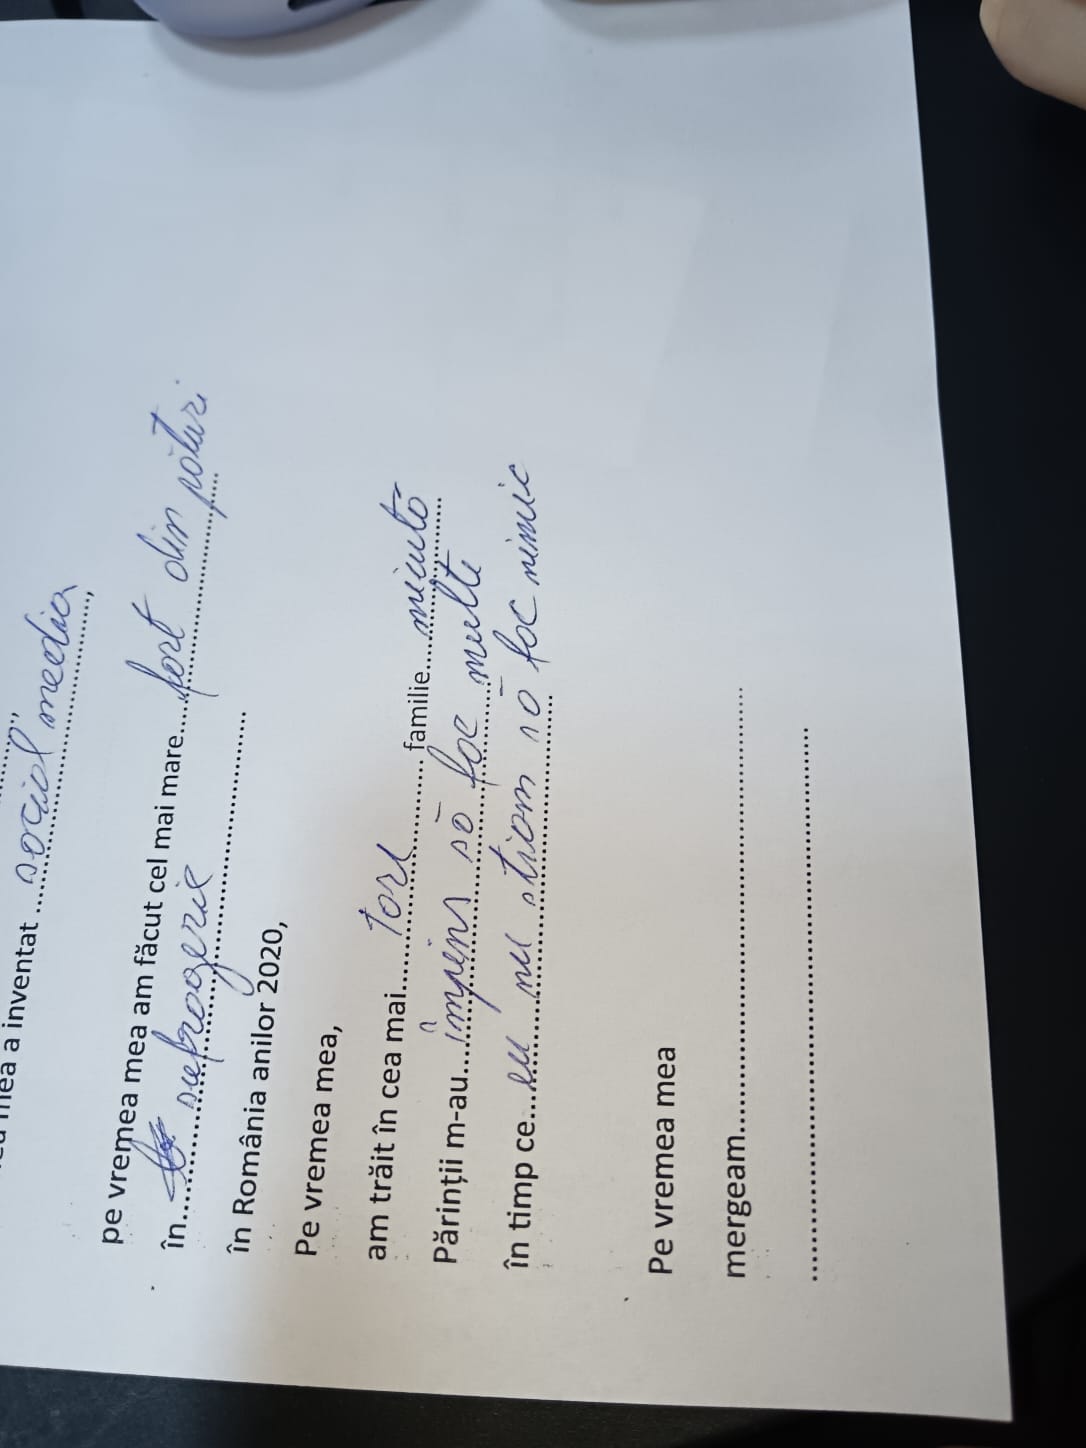 mea a inventat ...social media...,
pe vremea mea am făcut cel mai mare....fort din pături
în.... sufragerie ....
în România anilor 2020,
Pe vremea mea,
am trăit în cea mai.... tare .... familie....micuță
Părinții m-au....împins să fac multe
în timp ce....eu nu știam să fac nimic
Pe vremea mea
mergeam........................................
........................................